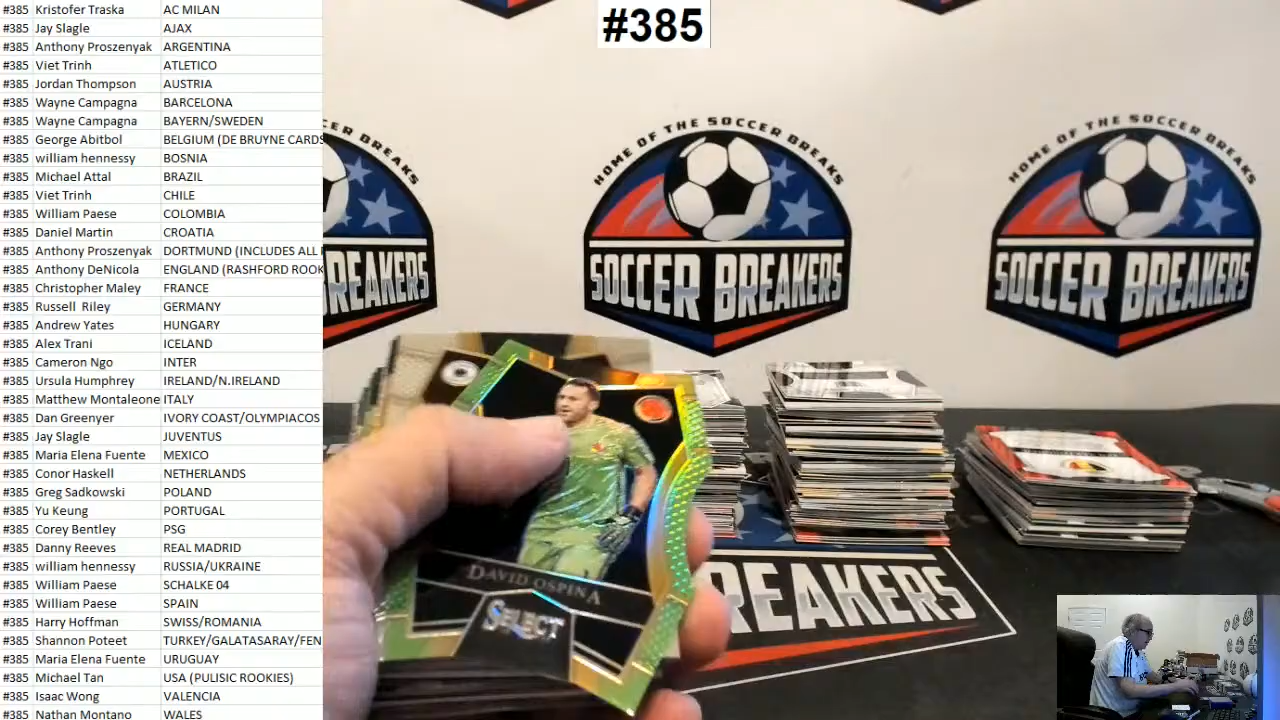 #385 Kristofer Traska AC MILAN
#385 Jay Slagle AJAX
#385 Anthony Proszenyak ARGENTINA
#385 Viet Trinh ATLETICO
#385 Jordan Thompson AUSTRIA
#385 Wayne Campagna BARCELONA
#385 Wayne Campagna BAYERN/SWEDEN
#385 George Abitbol BELGIUM (DE BRUYNE CARDS
#385 william hennessy BOSNIA
#385 Michael Attal BRAZIL
#385 Viet Trinh CHILE
#385 William Paese COLOMBIA
#385 Daniel Martin CROATIA
#385 Anthony Proszenyak DORTMUND (INCLUDES ALL
#385 Anthony DeNicola ENGLAND (RASHFORD ROOK
#385 Christopher Maley FRANCE
#385 Russell Riley GERMANY
#385 Andrew Yates HUNGARY
#385 Alex Trani ICELAND
#385 Cameron Ngo INTER
#385 Ursula Humphrey IRELAND/N.IRELAND
#385 Matthew Montaleone ITALY
#385 Dan Greenyer IVORY COAST/OLYMPIACOS
#385 Jay Slagle JUVENTUS
#385 Maria Elena Fuente MEXICO
#385 Conor Haskell NETHERLANDS
#385 Greg Sadkowski POLAND
#385 Yu Keung PORTUGAL
#385 Corey Bentley PSG
#385 Danny Reeves REAL MADRID
#385 william hennessy RUSSIA/UKRAINE
#385 William Paese SCHALKE 04
#385 William Paese SPAIN
#385 Harry Hoffman SWISS/ROMANIA
#385 Shannon Poteet TURKEY/GALATASARAY/FEN
#385 Maria Elena Fuente URUGUAY
#385 Michael Tan USA (PULISIC ROOKIES)
#385 Isaac Wong VALENCIA
#385 Nathan Montano WALES
#385
ER BREAKS
REAKERS
HOME OF THE SOCCER BREAKS
SOCCER BREAKERS
HOME OF THE SOCCER BREAKS
SOCCER BREAKERS
DAVID OSPINA
SELECT
REAKERS